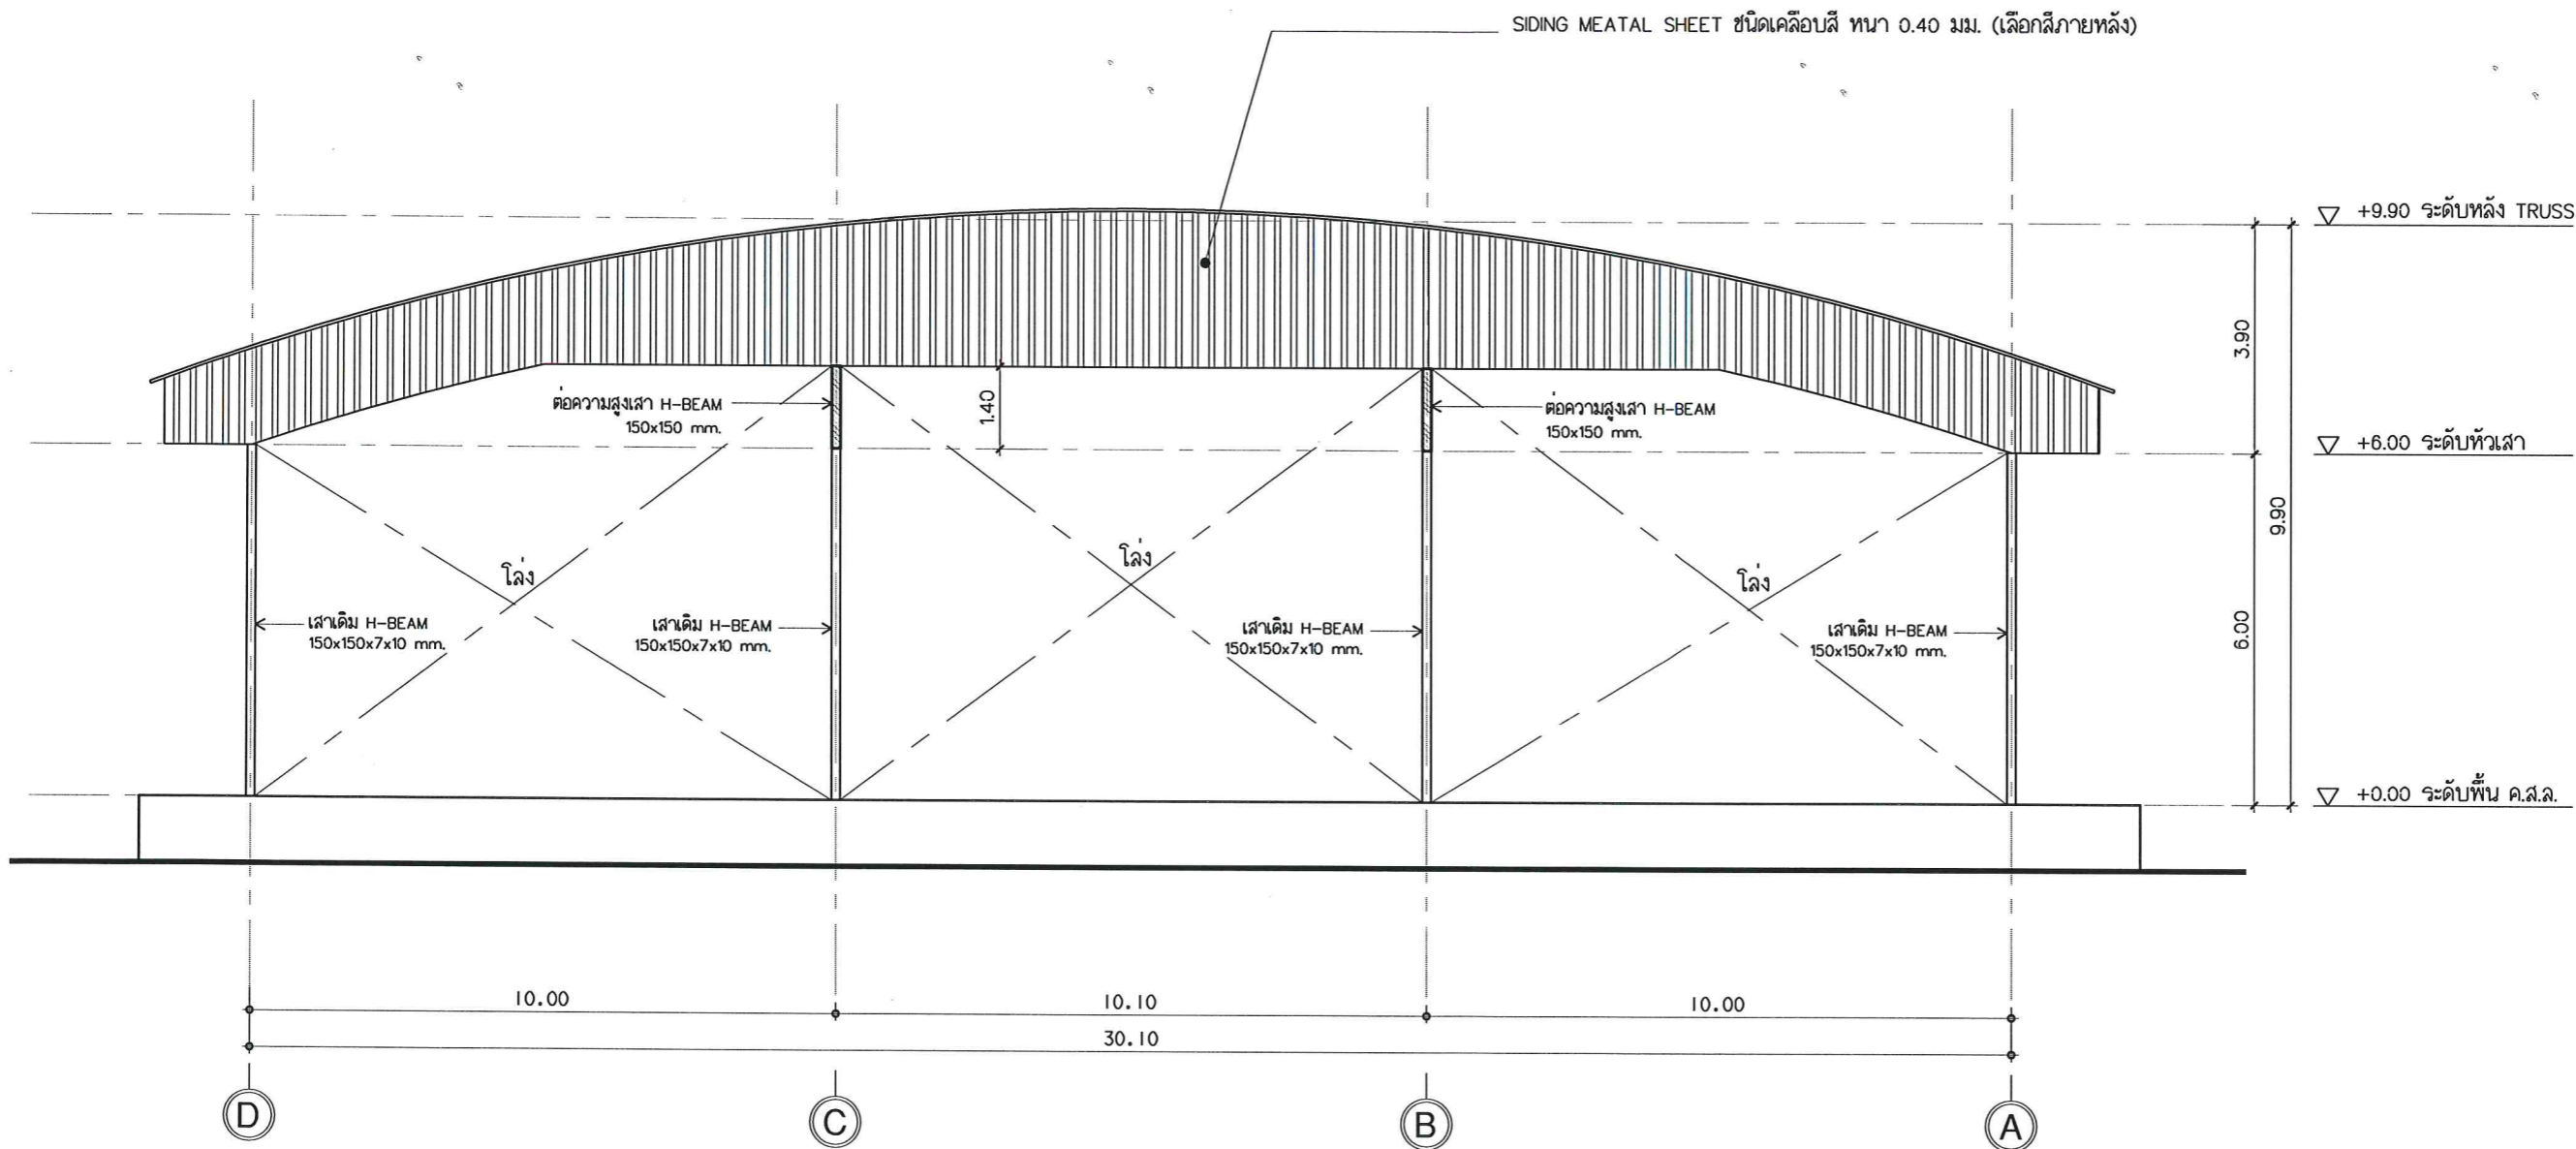 SIDING MEATAL SHEET ชนิดเคลือบสี หนา 0.40 มม. (เลือกสีภายหลัง)
+9.90 ระดับหลัง TRUSS
3.90
ต่อความสูงเสา H-BEAM
150x150 mm.
1.40
ต่อความสูงเสา H-BEAM
150x150 mm.
+6.00 ระดับหัวเสา
9.90
โล่ง
โล่ง
โล่ง
เสาเดิม H-BEAM
150x150x7x10 mm.
เสาเดิม H-BEAM
150x150x7x10 mm.
เสาเดิม H-BEAM
150x150x7x10 mm.
เสาเดิม H-BEAM
150x150x7x10 mm.
6.00
+0.00 ระดับพื้น ค.ส.ล.
10.00
10.10
10.00
30.10
D
C
B
A